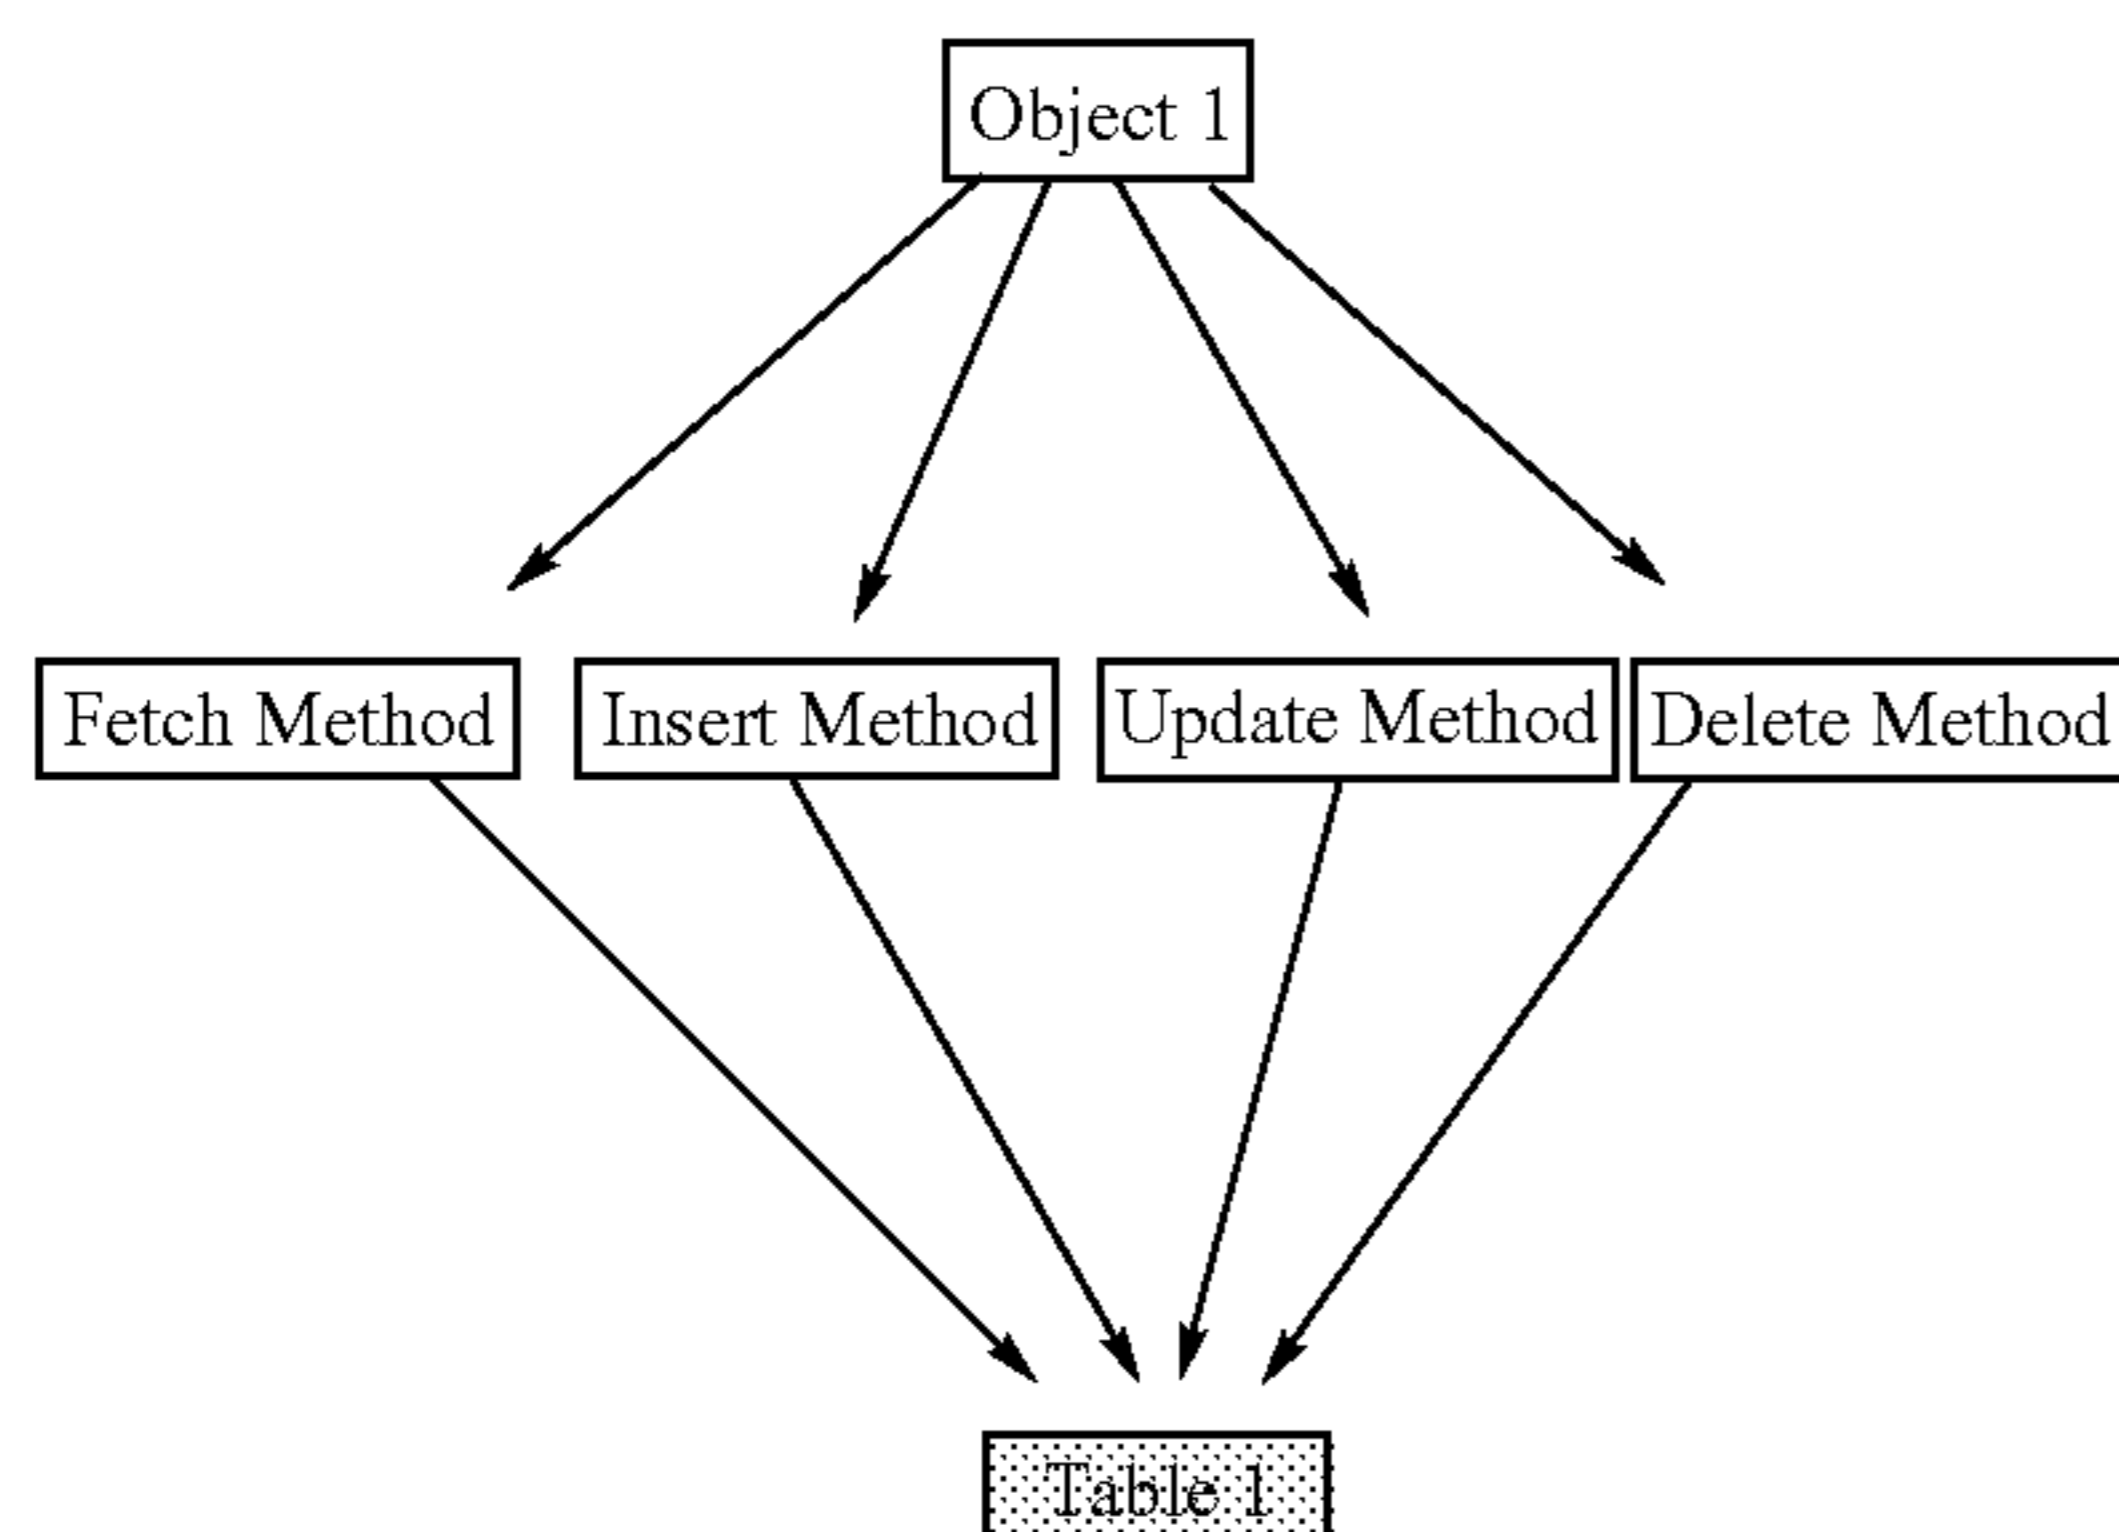 Object 1
Fetch Method
Insert Method
Update Method
Delete Method
Table 1